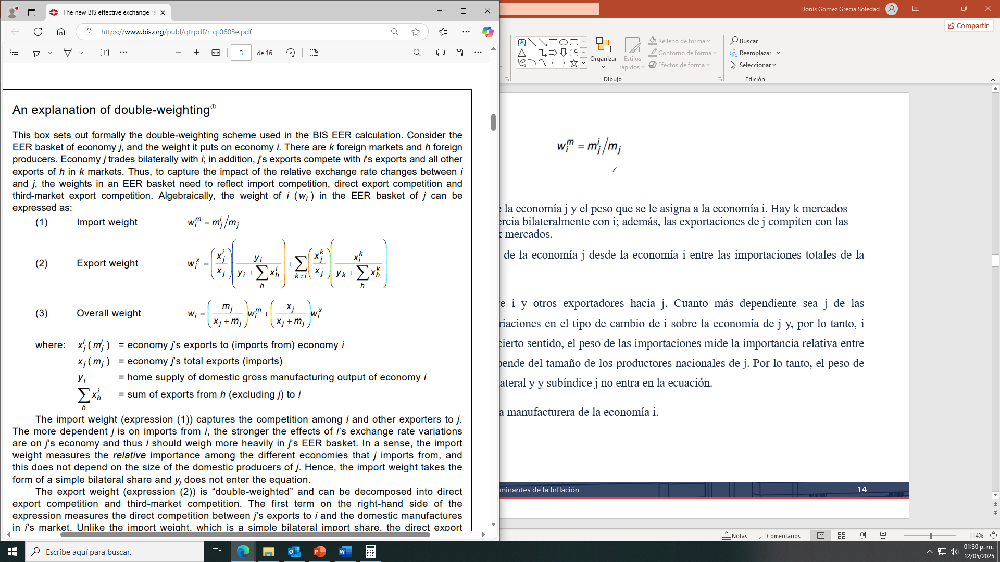 The new BIS effective exchange ra
https://www.bis.org/publ/qtrpdf/r_qt0603e.pdf
3 de 16
An explanation of double-weighting①
This box sets out formally the double-weighting scheme used in the BIS EER calculation. Consider the
EER basket of economy j, and the weight it puts on economy i. There are k foreign markets and h foreign
producers. Economy j trades bilaterally with i; in addition, j's exports compete with i's exports and all other
exports of h in k markets. Thus, to capture the impact of the relative exchange rate changes between i
and j, the weights in an EER basket need to reflect import competition, direct export competition and
third-market export competition. Algebraically, the weight of i (w_i) in the EER basket of j can be
expressed as:
(1) Import weight w_i^m = m_j^i/m_j
(2) Export weight w_i^x = (x_j^i/x_j)(y_i/(y_i + ∑_h x_h^i)) + ∑_{k≠i}(x_j^k/x_j)(x_i^k/(y_k + ∑_h x_h^k))
(3) Overall weight w_i = (m_j/(x_j + m_j))w_i^m + (x_j/(x_j + m_j))w_i^x
where: x_j^i (m_j^i) = economy j's exports to (imports from) economy i
x_j (m_j) = economy j's total exports (imports)
y_i = home supply of domestic gross manufacturing output of economy i
∑_h x_h^i = sum of exports from h (excluding j) to i
The import weight (expression (1)) captures the competition among i and other exporters to j.
The more dependent j is on imports from i, the stronger the effects of i's exchange rate variations
are on j's economy and thus i should weigh more heavily in j's EER basket. In a sense, the import
weight measures the relative importance among the different economies that j imports from, and
this does not depend on the size of the domestic producers of j. Hence, the import weight takes the
form of a simple bilateral share and y_j does not enter the equation.
The export weight (expression (2)) is “double-weighted” and can be decomposed into direct
export competition and third-market competition. The first term on the right-hand side of the
expression measures the direct competition between j's exports to i and the domestic manufactures
in i's market. Unlike the import weight, which is a simple bilateral import share, the direct export
Donís Gómez Grecia Soledad
Compartir
Organizar
Estilos
rápidos
Relleno de forma
Contorno de forma
Efectos de forma
Dibujo
Buscar
Reemplazar
Seleccionar
Edición
w_i^m = m_j^i/m_j
la economía j y el peso que se le asigna a la economía i. Hay k mercados
ercia bilateralmente con i; además, las exportaciones de j compiten con las
k mercados.
de la economía j desde la economía i entre las importaciones totales de la
e i y otros exportadores hacia j. Cuanto más dependiente sea j de las
riaciones en el tipo de cambio de i sobre la economía de j y, por lo tanto, i
cierto sentido, el peso de las importaciones mide la importancia relativa entre
pende del tamaño de los productores nacionales de j. Por lo tanto, el peso de
ateral y y subíndice j no entra en la ecuación.
a manufacturera de la economía i.
minantes de la Inflación
14
Notas
Comentarios
114%
Escribe aquí para buscar.
01:30 p. m.
12/05/2025